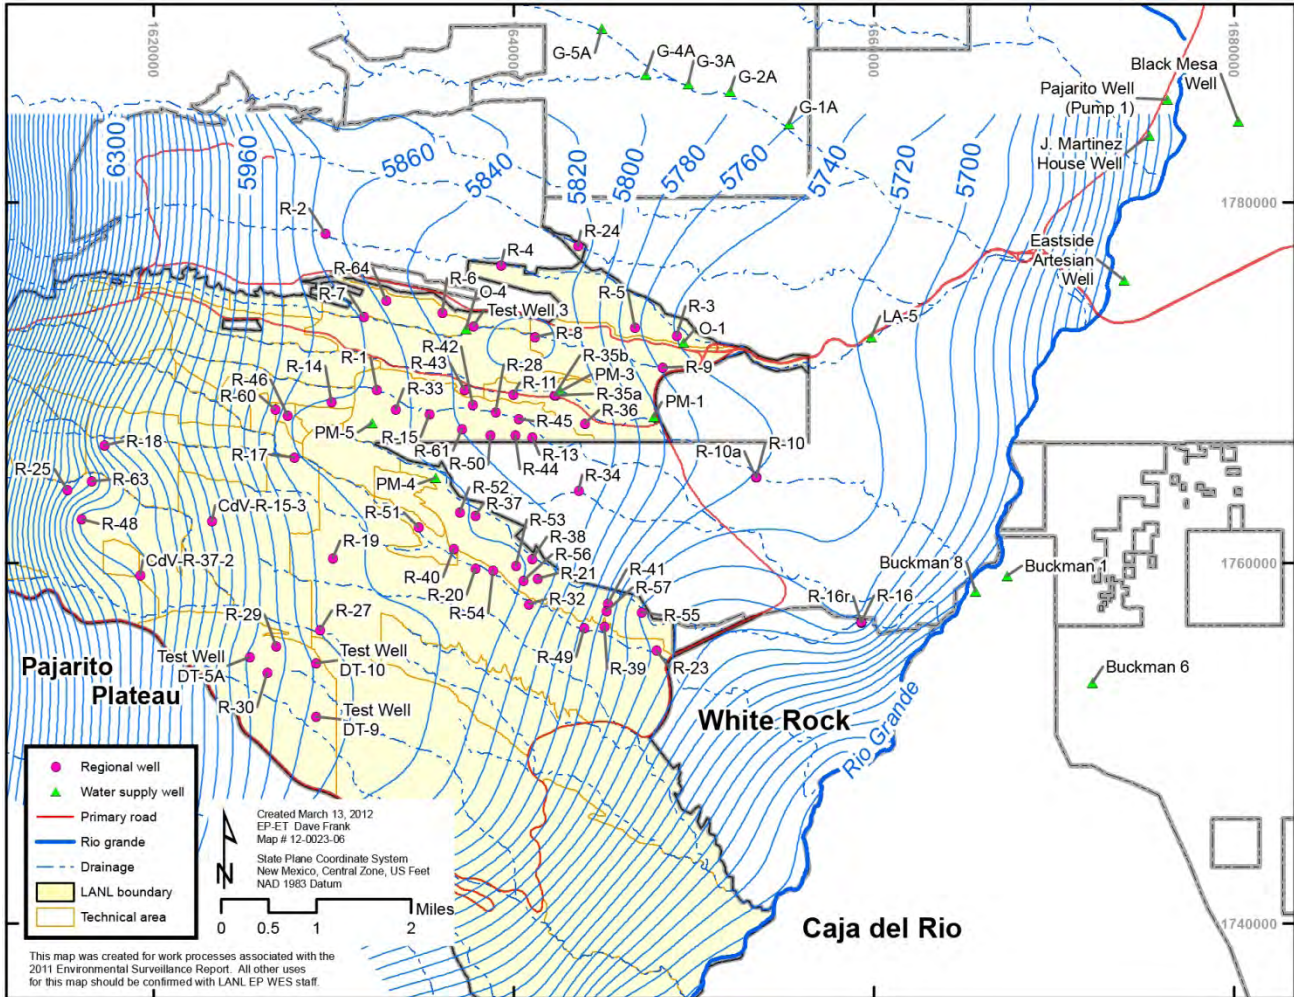 1620000
1640000
1660000
1680000
G-5A
G-4A
G-3A
G-2A
G-1A
Black Mesa
Well
Pajarito Well
(Pump 1)
J. Martinez
House Well
6300
5960
5860
5840
5820
5800
5780
5760
5740
5720
5700
1780000
R-2
R-24
R-4
R-64
R-6
R-7
O-4
Test Well 3
R-5
R-3
O-1
Eastside
Artesian
Well
LA-5
R-8
R-1
R-42
R-43
R-28
R-35b
PM-3
R-9
R-14
R-46
R-60
R-33
R-11
R-35a
R-36
PM-1
R-45
PM-5
R-15
R-61
R-50
R-44
R-13
R-10a
R-10
R-18
R-17
R-25
R-63
R-34
PM-4
R-52
R-37
R-48
CdV-R-15-3
R-51
R-53
R-38
R-56
R-19
CdV-R-37-2
R-40
R-21
R-41
R-57
R-20
R-54
R-32
R-55
Buckman 8
Buckman 1
1760000
R-16r
R-16
R-29
R-27
R-49
R-39
R-23
Test Well
DT-5A
Test Well
DT-10
Buckman 6
R-30
Test Well
DT-9
Pajarito
Plateau
White Rock
Rio Grande
Caja del Rio
1740000
Regional well
Water supply well
Primary road
Rio grande
Drainage
LANL boundary
Technical area
N
Created March 13, 2012
EP-ET Dave Frank
Map # 12-0023-06
State Plane Coordinate System
New Mexico, Central Zone, US Feet
NAD 1983 Datum
Miles
0 0.5 1 2
This map was created for work processes associated with the
2011 Environmental Surveillance Report. All other uses
for this map should be confirmed with LANL EP WES staff.